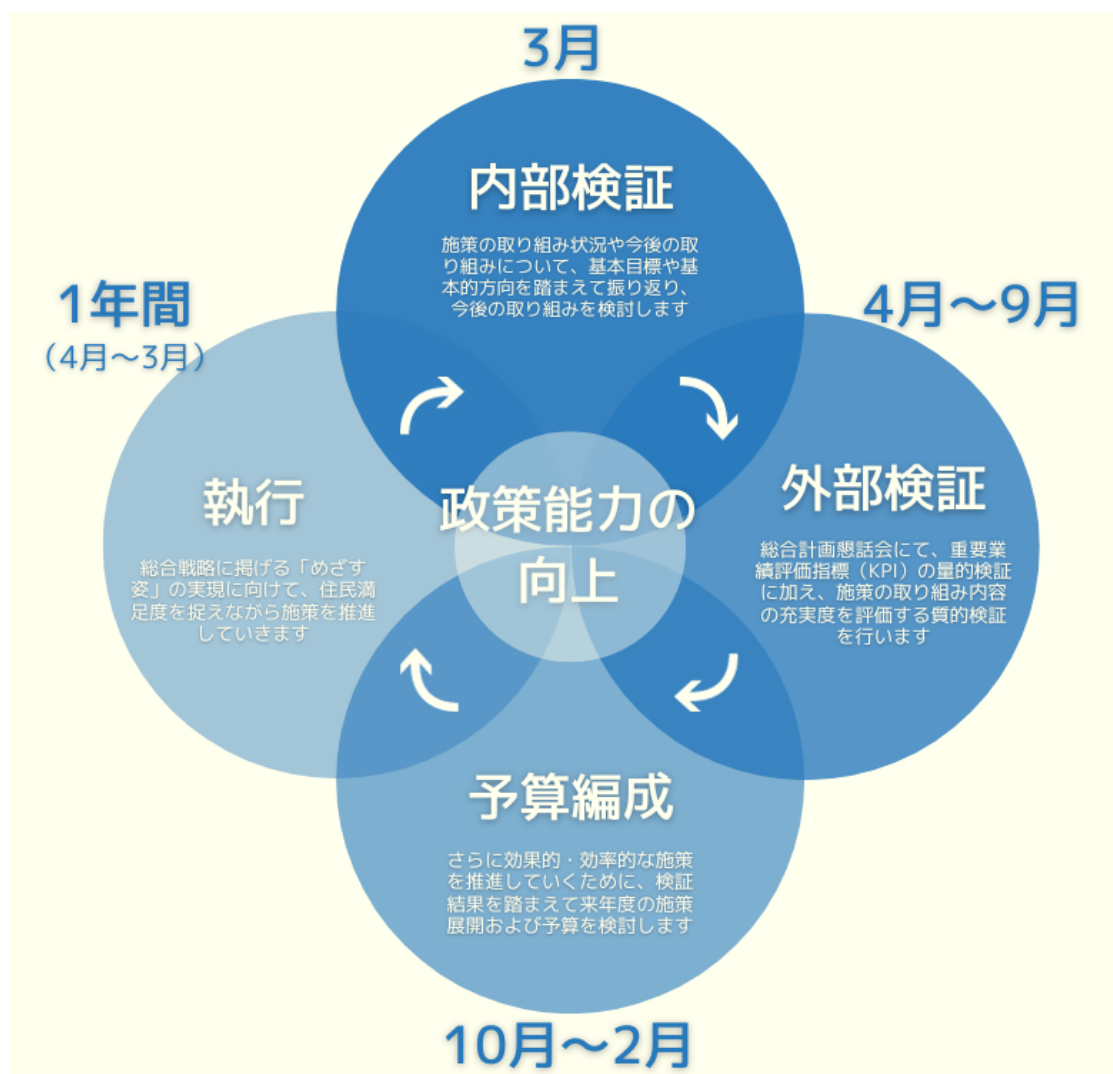 3月
内部検証
施策の取り組み状況や今後の取
り組みについて、基本目標や基
本的方向を踏まえて振り返り、
今後の取り組みを検討します
4月〜9月
外部検証
総合計画懇話会にて、重要業
績評価指標（KPI）の量的検証
に加え、施策の取り組み内容
の充実度を評価する質的検証
を行います
10月〜2月
予算編成
さらに効果的・効率的な施策
を推進していくために、検証
結果を踏まえて来年度の施策
展開および予算を検討します
1年間
（4月〜3月）
執行
総合戦略に掲げる「めざす
姿」の実現に向けて、住民満
足度を捉えながら施策を推進
していきます
政策能力の
向上